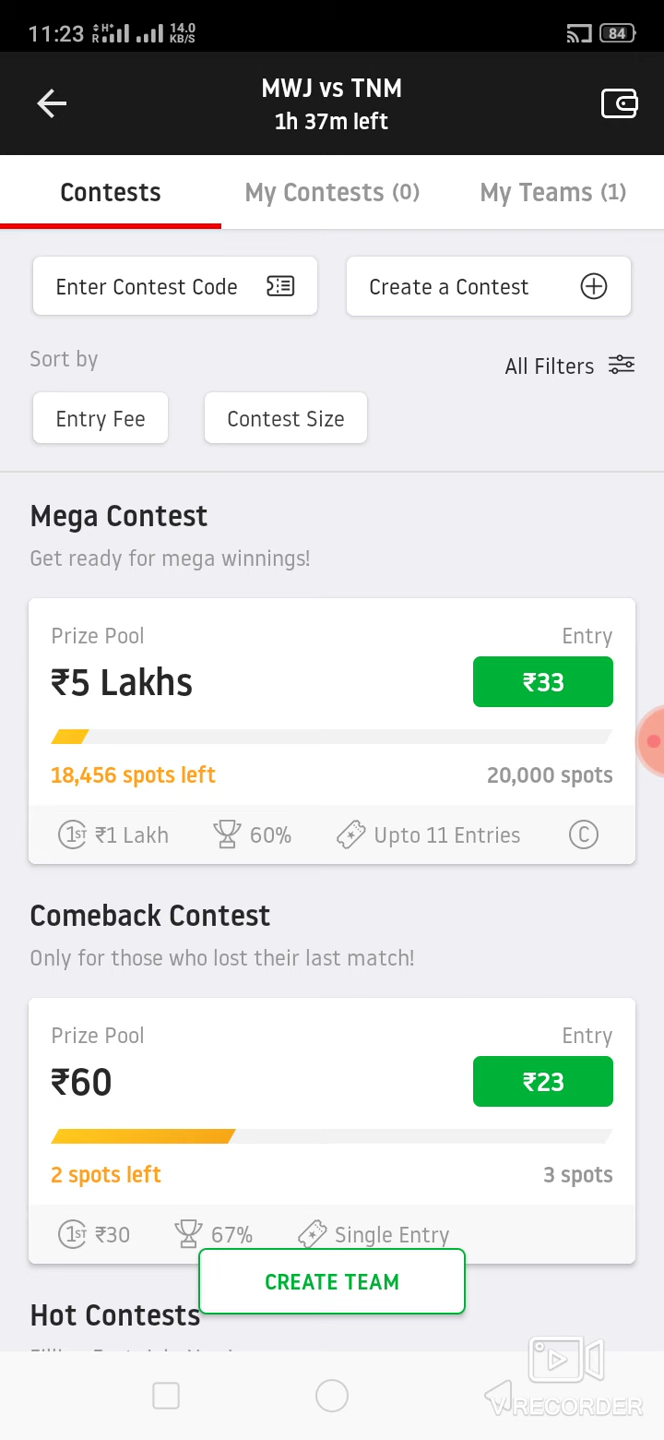 11:23 R H+ 14.0 KB/S 84
MWJ vs TNM
1h 37m left
Contests My Contests (0) My Teams (1)
Enter Contest Code Create a Contest
Sort by
All Filters
Entry Fee Contest Size
Mega Contest
Get ready for mega winnings!
Prize Pool Entry
₹5 Lakhs ₹33
18,456 spots left 20,000 spots
1ST ₹1 Lakh 60% Upto 11 Entries C
Comeback Contest
Only for those who lost their last match!
Prize Pool Entry
₹60 ₹23
2 spots left 3 spots
1ST ₹30 67% Single Entry
CREATE TEAM
Hot Contests
VRECORDER